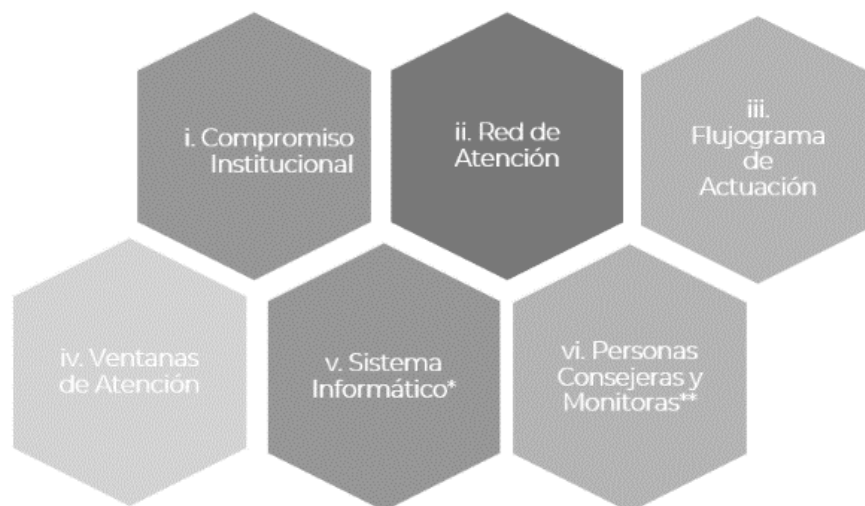 i. Compromiso
Institucional
ii. Red de
Atención
iii.
Flujograma
de
Actuación
iv. Ventanas
de Atención
v. Sistema
Informático*
vi. Personas
Consejeras y
Monitoras**